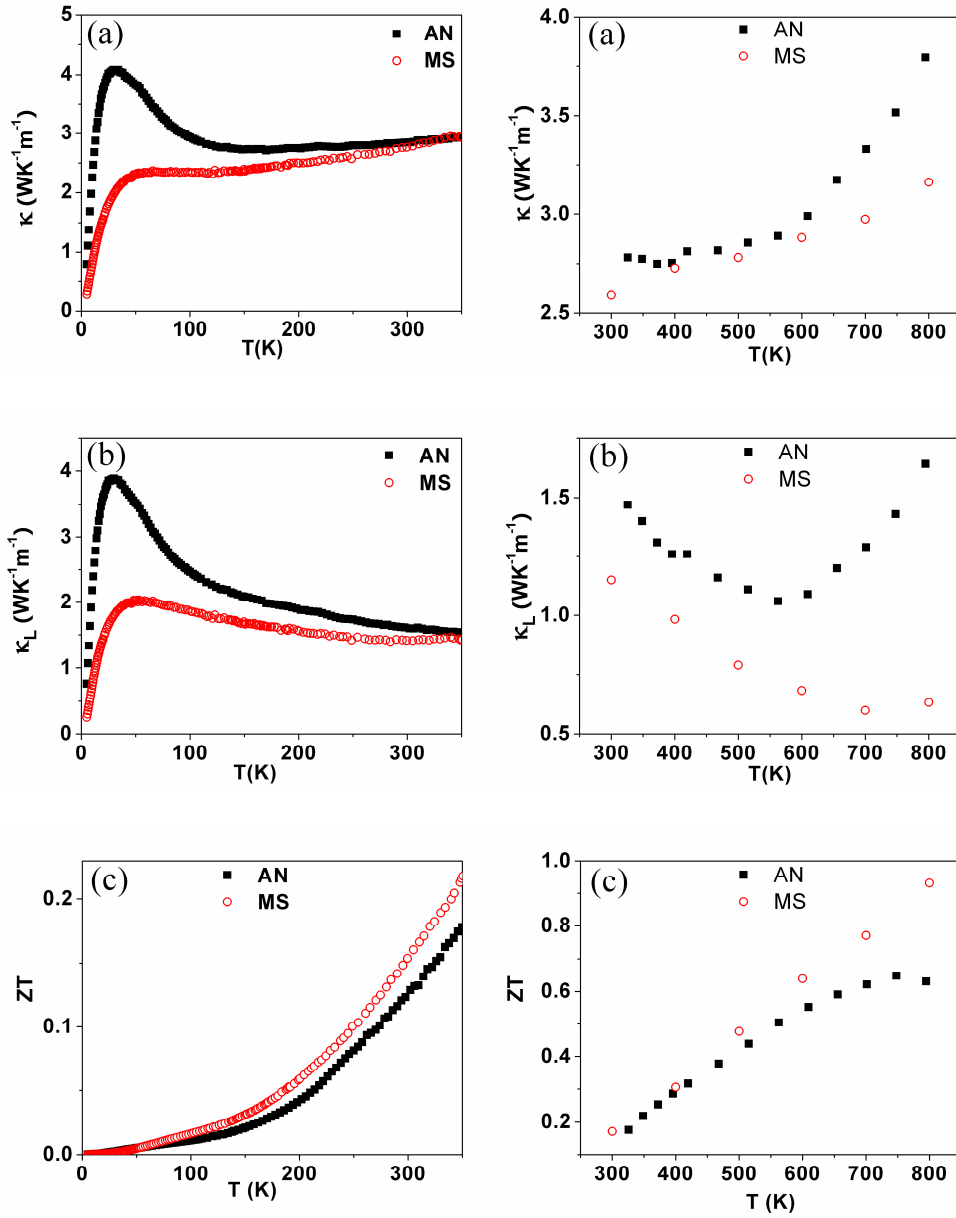 (a)
AN
MS
5
4
3
2
1
0
κ (WK⁻¹m⁻¹)
0 100 200 300
T(K)
(a)
AN
MS
4.0
3.5
3.0
2.5
κ (WK⁻¹m⁻¹)
300 400 500 600 700 800
T(K)
(b)
AN
MS
4
3
2
1
0
κL (WK⁻¹m⁻¹)
0 100 200 300
T(K)
(b)
AN
MS
1.5
1.0
0.5
κL (WK⁻¹m⁻¹)
300 400 500 600 700 800
T(K)
(c)
AN
MS
0.2
0.1
0.0
ZT
0 100 200 300
T (K)
(c)
AN
MS
1.0
0.8
0.6
0.4
0.2
ZT
300 400 500 600 700 800
T (K)